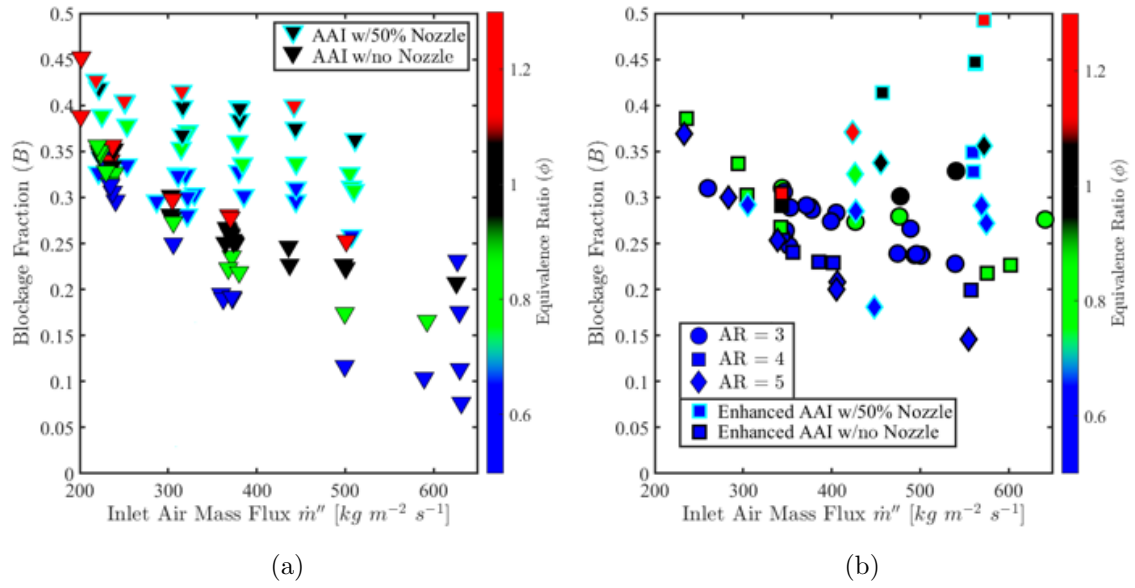 0.5
0.45
0.4
0.35
0.3
0.25
0.2
0.15
0.1
0.05
0
200 300 400 500 600
Blockage Fraction (B)
Inlet Air Mass Flux ṁ″ [kg m⁻² s⁻¹]
AAI w/50% Nozzle
AAI w/no Nozzle
1.2
1
0.8
0.6
Equivalence Ratio (ϕ)
(a)
0.5
0.45
0.4
0.35
0.3
0.25
0.2
0.15
0.1
0.05
0
200 300 400 500 600
Blockage Fraction (B)
Inlet Air Mass Flux ṁ″ [kg m⁻² s⁻¹]
AR = 3
AR = 4
AR = 5
Enhanced AAI w/50% Nozzle
Enhanced AAI w/no Nozzle
1.2
1
0.8
0.6
Equivalence Ratio (ϕ)
(b)